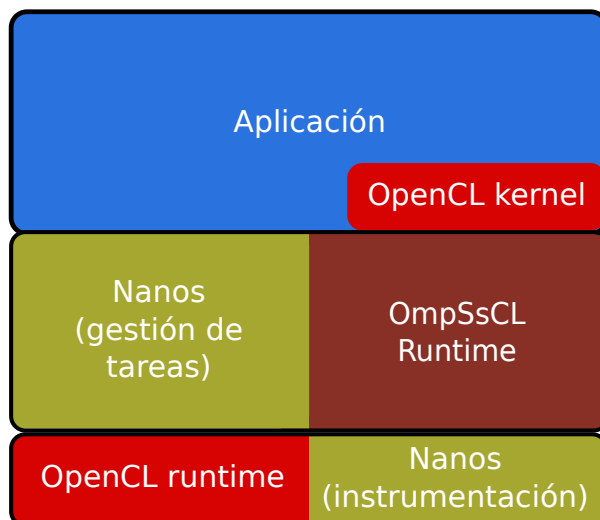 Aplicación
OpenCL kernel
Nanos
(gestión de
tareas)
OmpSsCL
Runtime
OpenCL runtime
Nanos
(instrumentación)